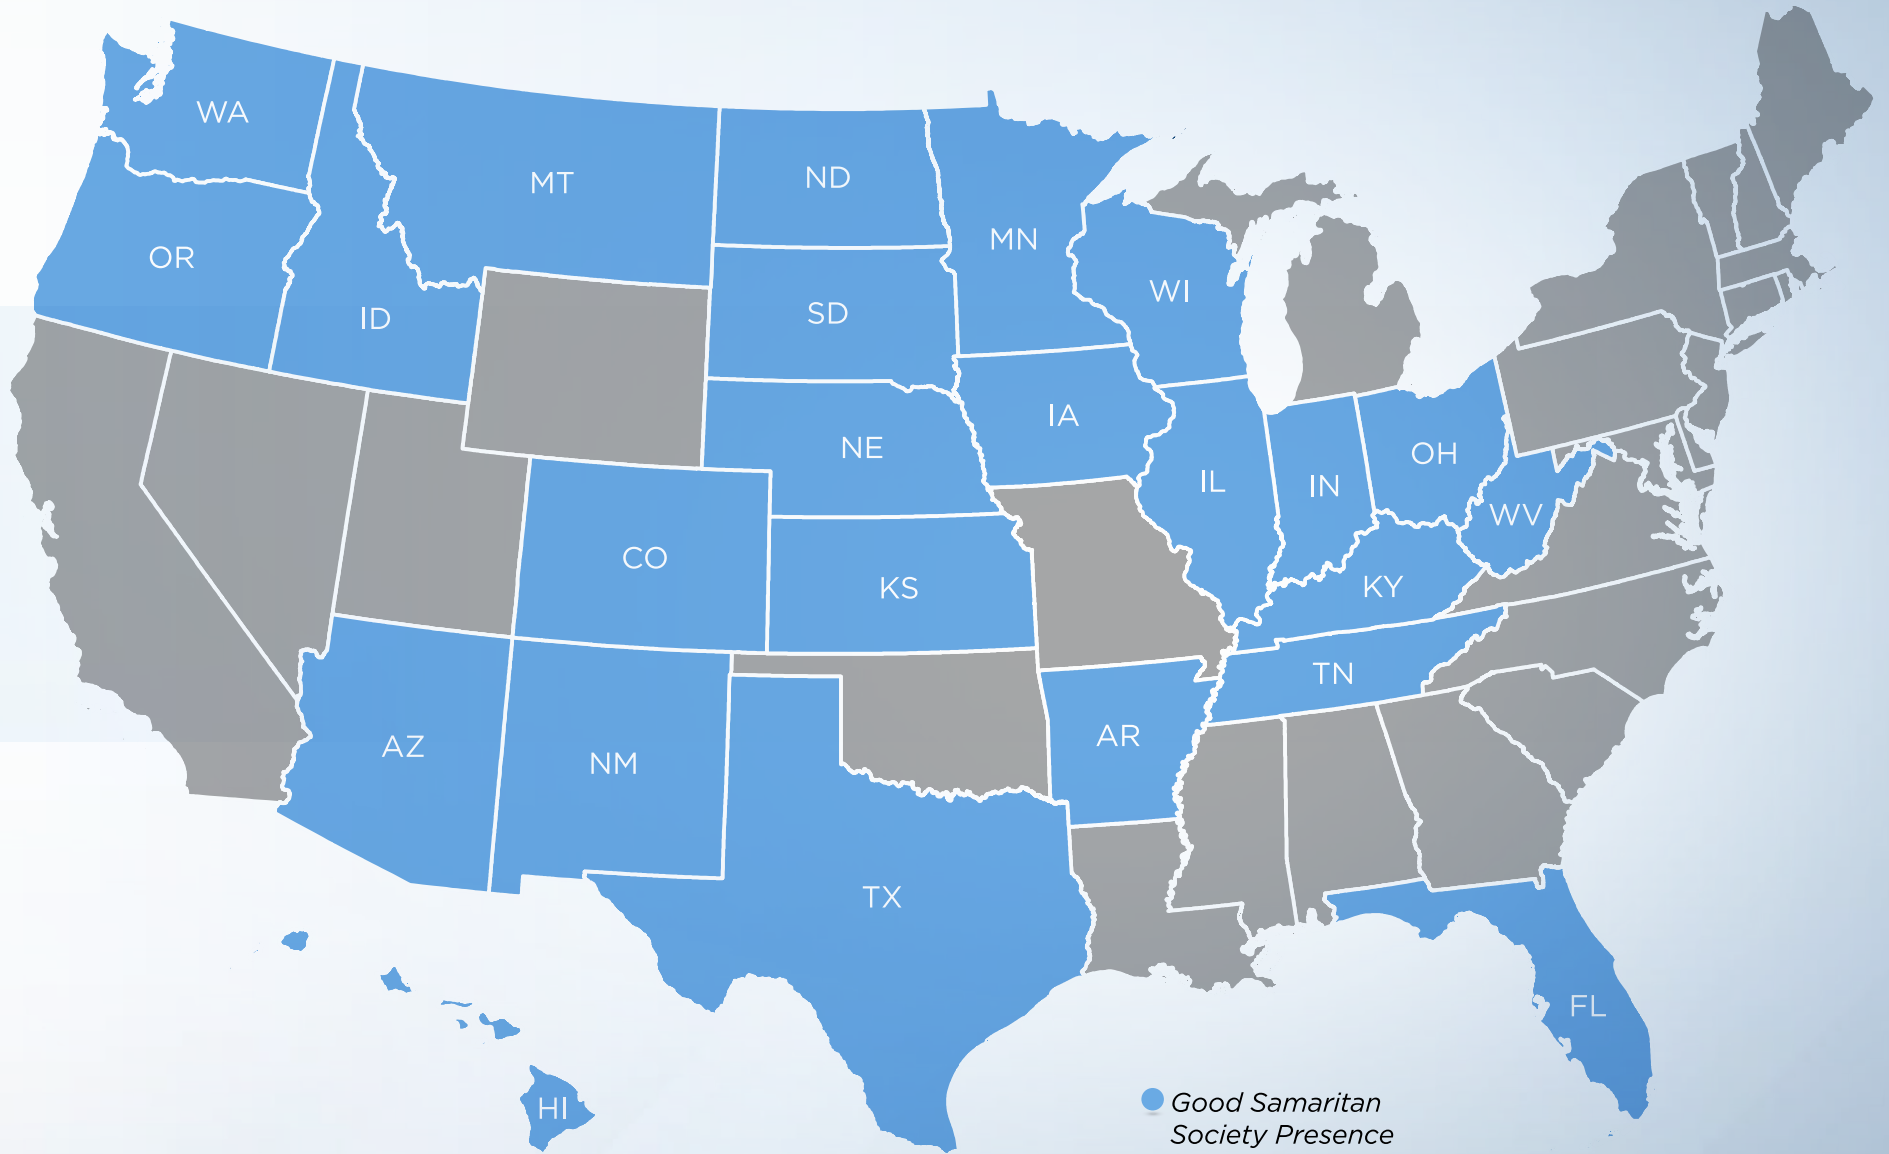 WA
MT
ND
MN
OR
ID
SD
WI
IA
NE
OH
IL
IN
WV
CO
KS
KY
TN
AR
AZ
NM
TX
FL
HI
Good Samaritan
Society Presence